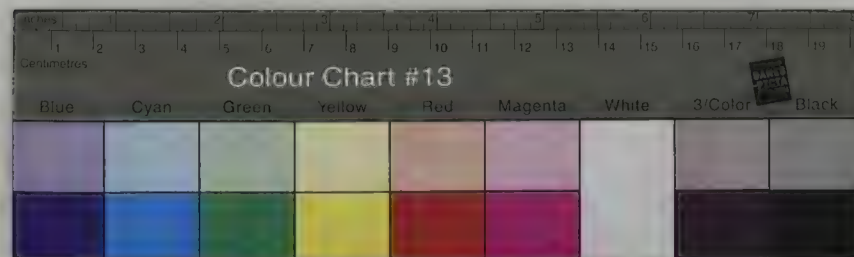 Inches 1 2 3 4 5 6 7 8
1 2 3 4 5 6 7 8 9 10 11 12 13 14 15 16 17 18 19
Centimetres
Colour Chart #13
Blue Cyan Green Yellow Red Magenta White 3/Color Black